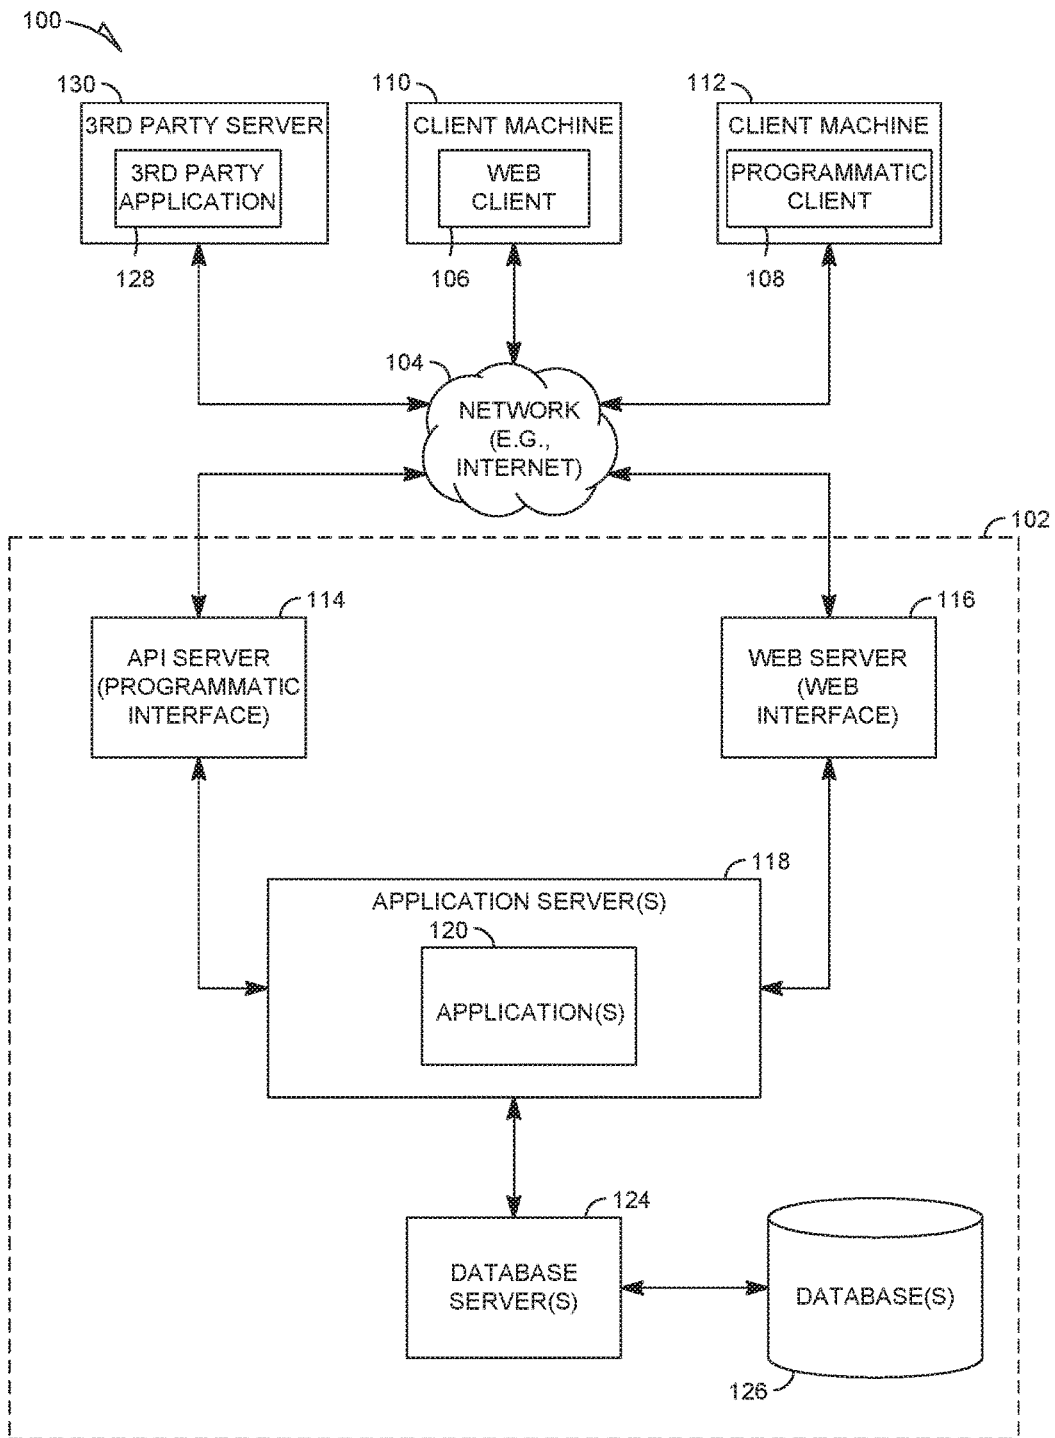 100
130
110
112
3RD PARTY SERVER
3RD PARTY
APPLICATION
128
CLIENT MACHINE
WEB
CLIENT
106
CLIENT MACHINE
PROGRAMMATIC
CLIENT
108
104
NETWORK
(E.G.,
INTERNET)
102
114
116
API SERVER
(PROGRAMMATIC
INTERFACE)
WEB SERVER
(WEB
INTERFACE)
118
APPLICATION SERVER(S)
120
APPLICATION(S)
124
DATABASE
SERVER(S)
DATABASE(S)
126